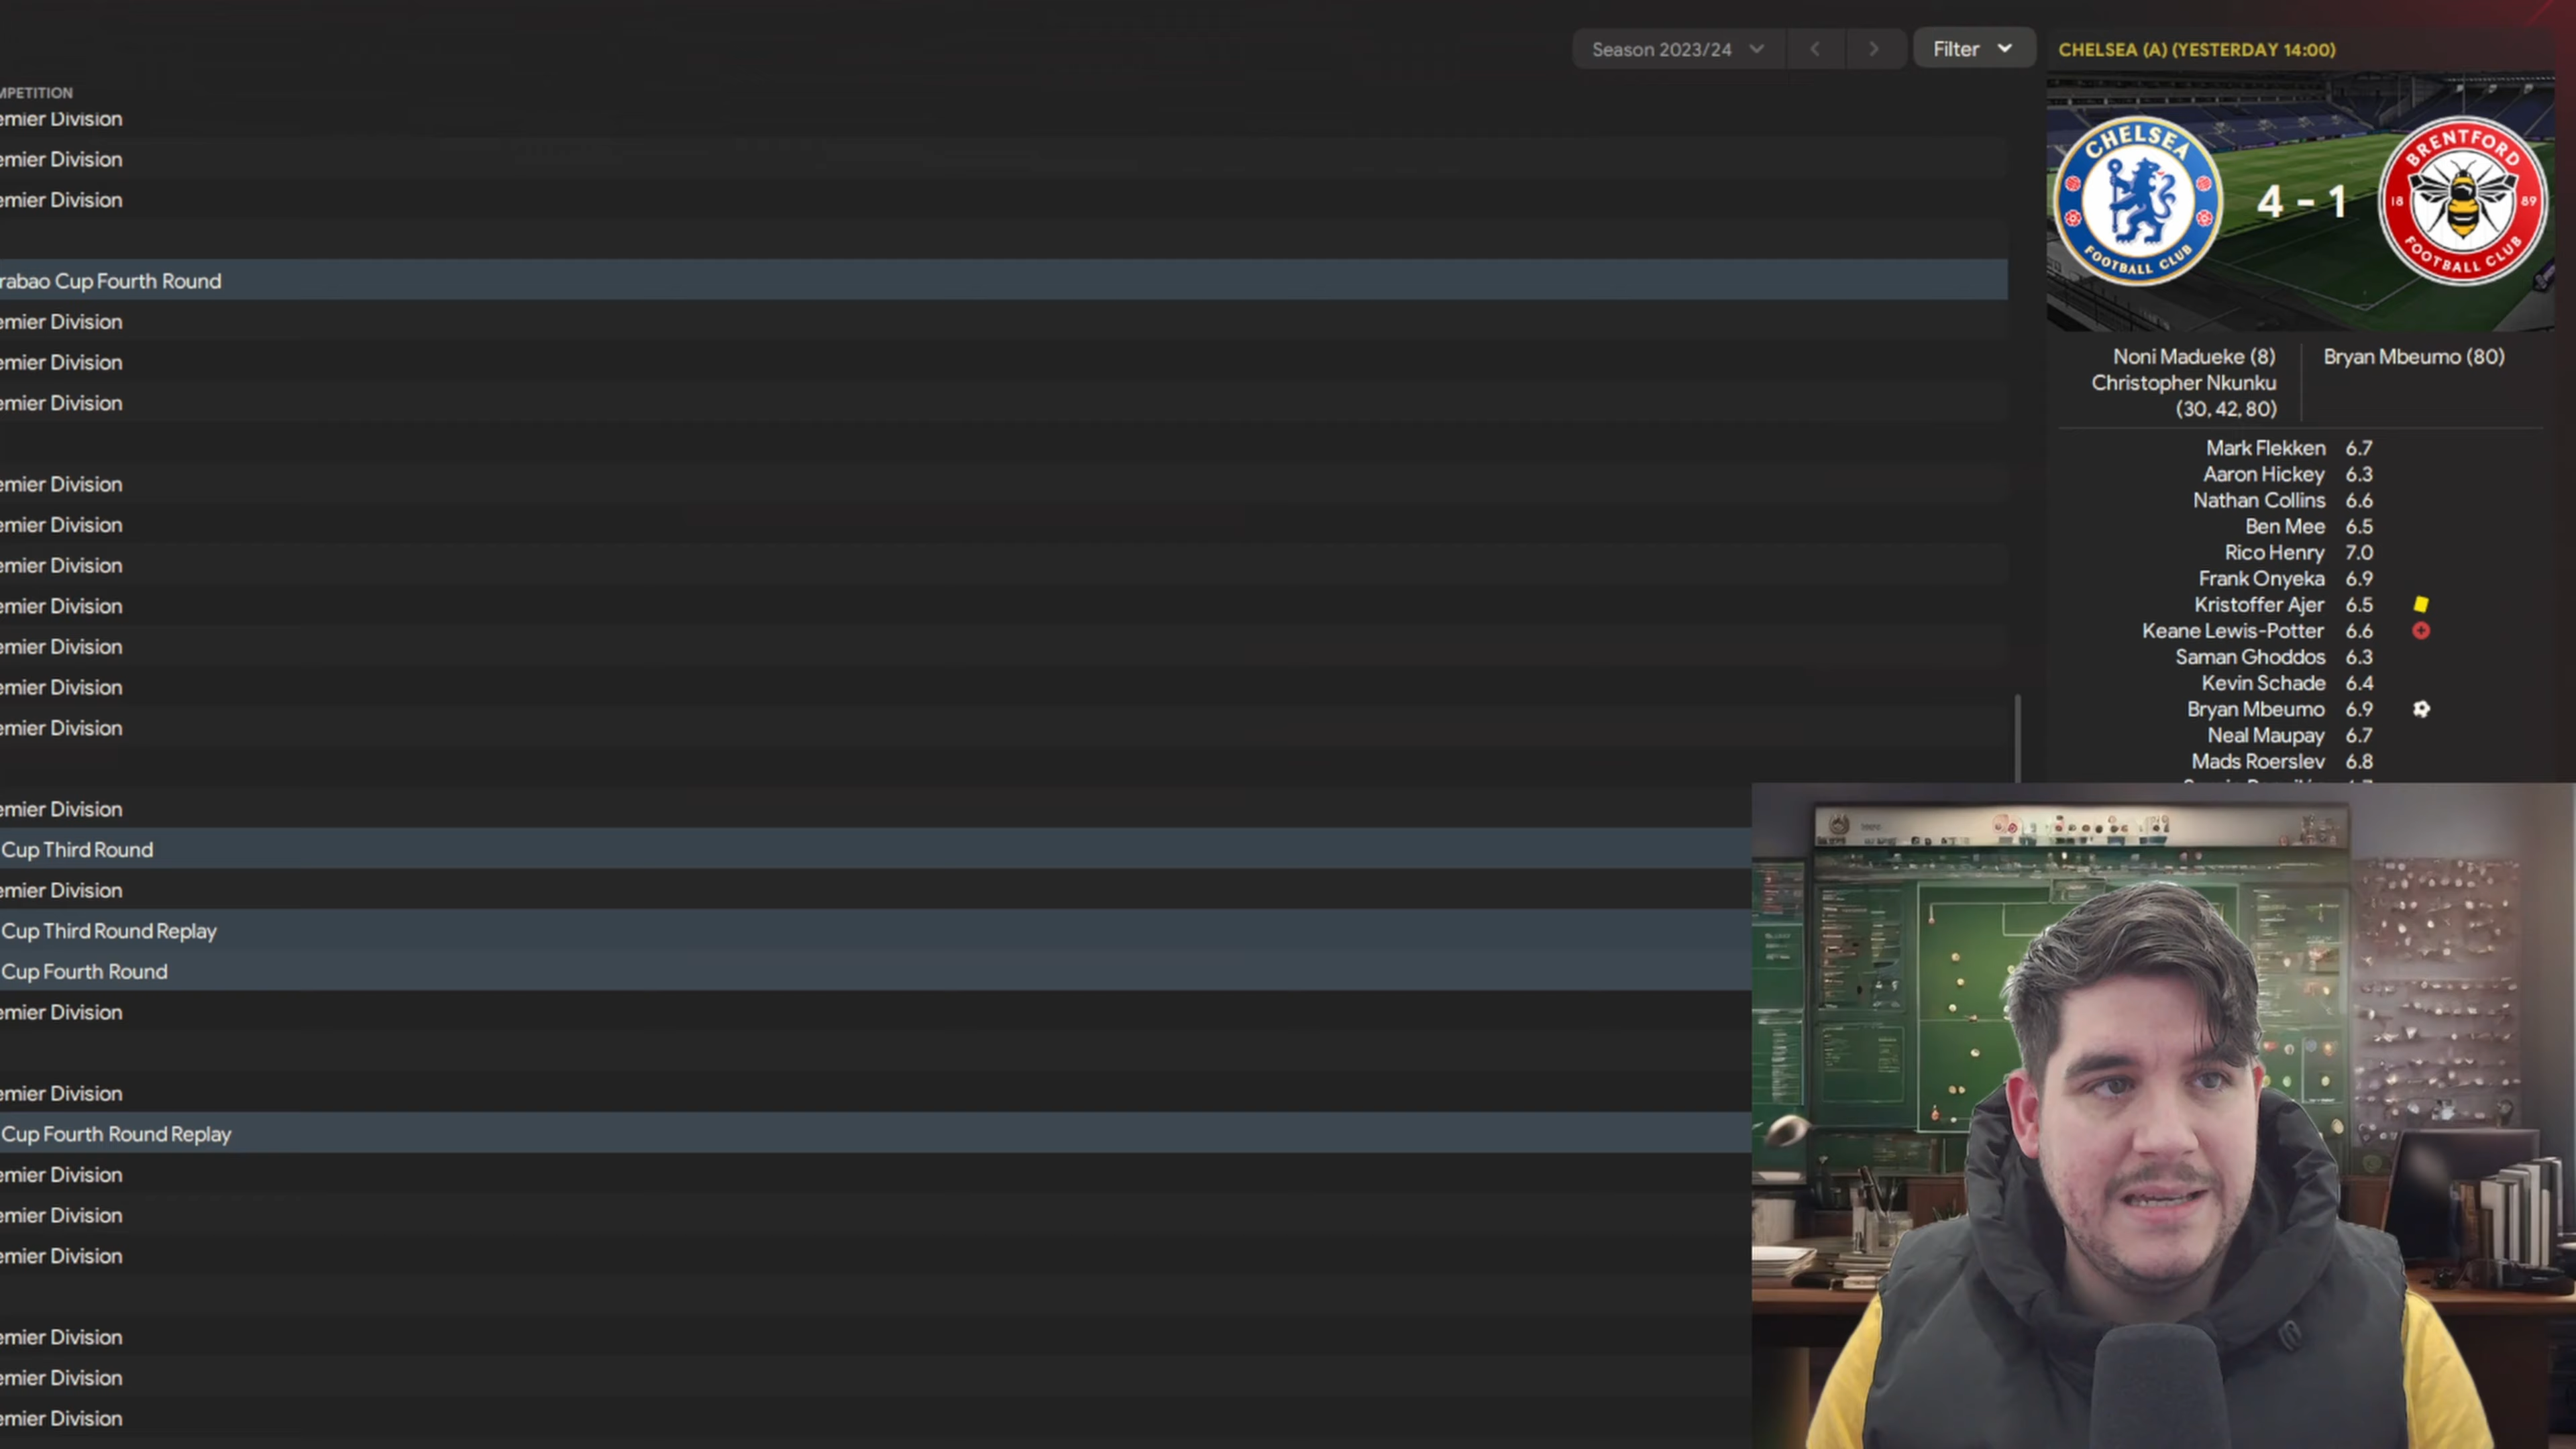 Season 2023/24
Filter
CHELSEA (A) (YESTERDAY 14:00)
MPETITION
emier Division
emier Division
emier Division
rabao Cup Fourth Round
emier Division
emier Division
emier Division
emier Division
emier Division
emier Division
emier Division
emier Division
emier Division
emier Division
emier Division
Cup Third Round
emier Division
Cup Third Round Replay
Cup Fourth Round
emier Division
emier Division
Cup Fourth Round Replay
emier Division
emier Division
emier Division
emier Division
emier Division
emier Division
CHELSEA
FOOTBALL CLUB
4 - 1
BRENTFORD
18 89
FOOTBALL CLUB
Noni Madueke (8)
Christopher Nkunku
(30, 42, 80)
Bryan Mbeumo (80)
Mark Flekken 6.7
Aaron Hickey 6.3
Nathan Collins 6.6
Ben Mee 6.5
Rico Henry 7.0
Frank Onyeka 6.9
Kristoffer Ajer 6.5
Keane Lewis-Potter 6.6
Saman Ghoddos 6.3
Kevin Schade 6.4
Bryan Mbeumo 6.9
Neal Maupay 6.7
Mads Roerslev 6.8